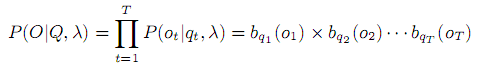 P(O|Q, λ) = ∏_{t=1}^{T} P(o_t|q_t, λ) = b_{q_1}(o_1) × b_{q_2}(o_2) ⋯ b_{q_T}(o_T)